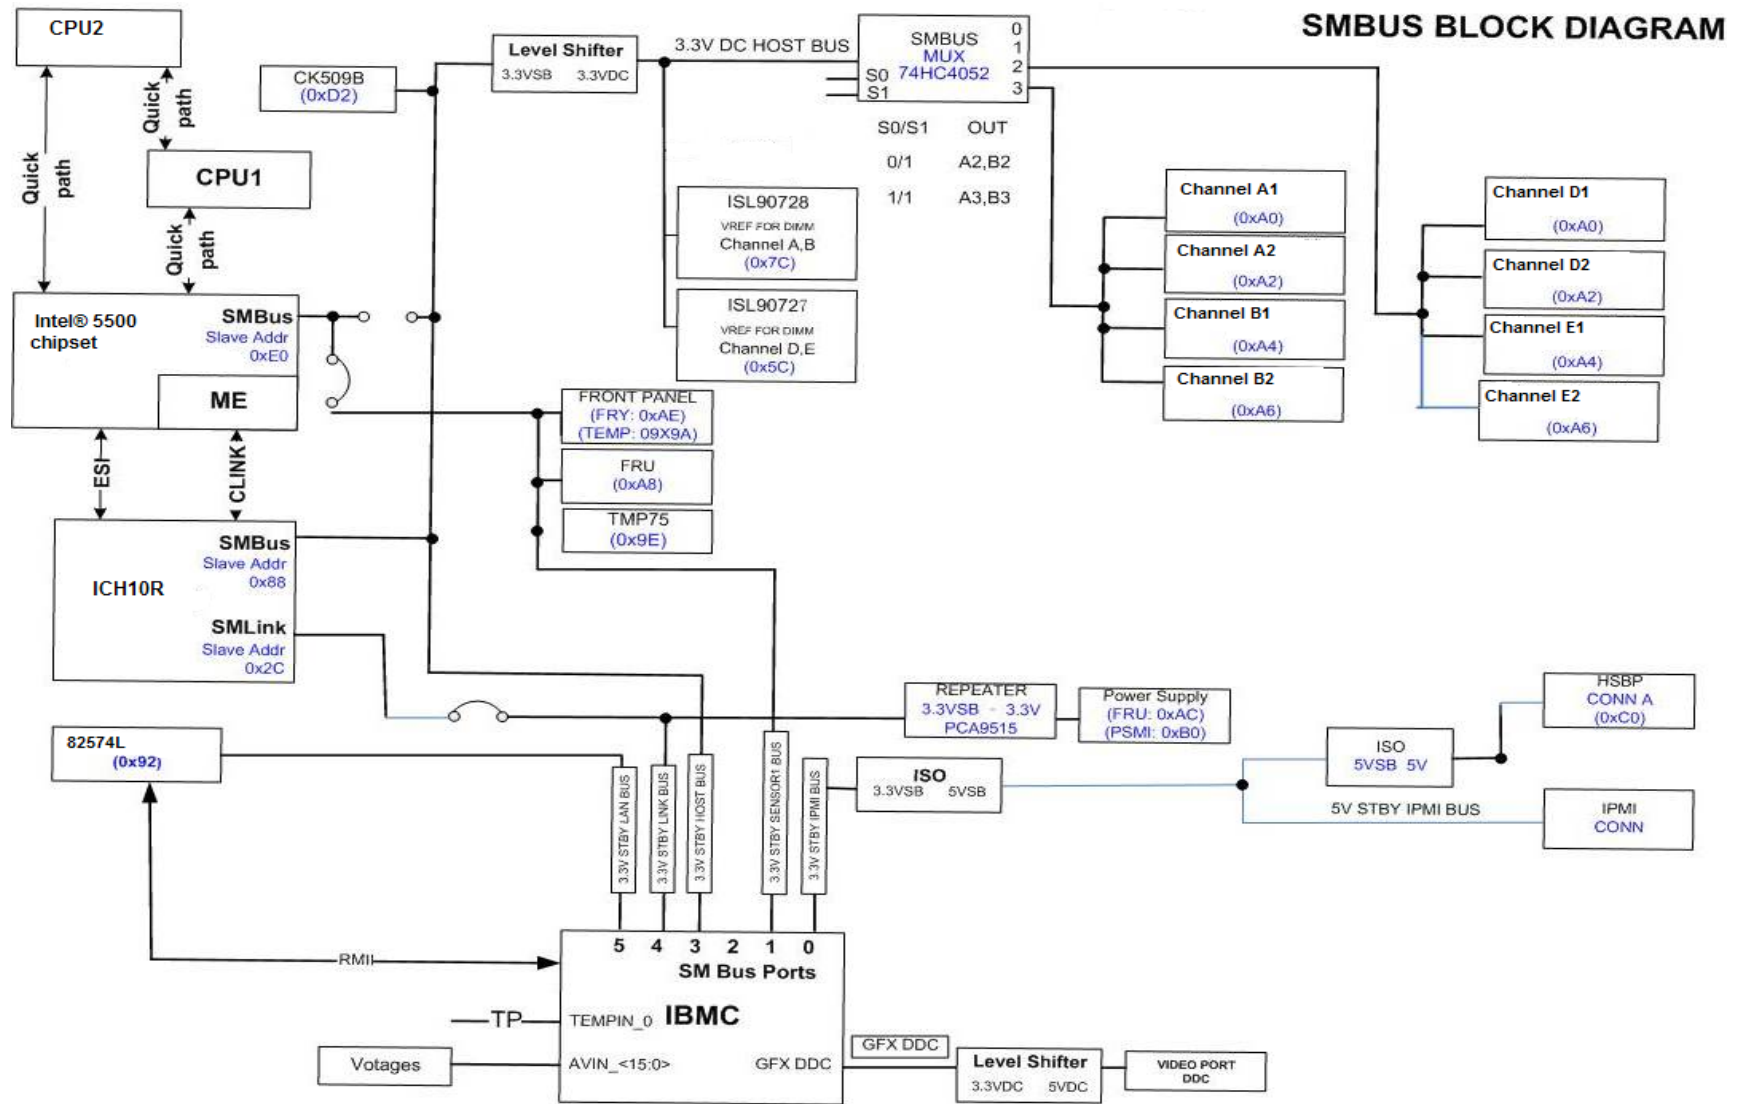 SMBUS BLOCK DIAGRAM
CPU2
Quick
path
Quick
path
CPU1
Quick
path
CK509B
(0xD2)
Level Shifter
3.3VSB 3.3VDC
3.3V DC HOST BUS
SMBUS
MUX
74HC4052
S0
S1
0
1
2
3
S0/S1 OUT
0/1 A2,B2
1/1 A3,B3
ISL90728
VREF FOR DIMM
Channel A,B
(0x7C)
ISL90727
VREF FOR DIMM
Channel D,E
(0x5C)
Channel A1
(0xA0)
Channel A2
(0xA2)
Channel B1
(0xA4)
Channel B2
(0xA6)
Channel D1
(0xA0)
Channel D2
(0xA2)
Channel E1
(0xA4)
Channel E2
(0xA6)
Intel® 5500
chipset
SMBus
Slave Addr
0xE0
ME
ESI
CLINK
FRONT PANEL
(FRY: 0xAE)
(TEMP: 09X9A)
FRU
(0xA8)
TMP75
(0x9E)
ICH10R
SMBus
Slave Addr
0x88
SMLink
Slave Addr
0x2C
82574L
(0x92)
REPEATER
3.3VSB - 3.3V
PCA9515
Power Supply
(FRU: 0xAC)
(PSMI: 0xB0)
HSBP
CONN A
(0xC0)
ISO
5VSB 5V
ISO
3.3VSB 5VSB
5V STBY IPMI BUS
IPMI
CONN
3.3V STBY LAN BUS
3.3V STBY LINK BUS
3.3V STBY HOST BUS
3.3V STBY SENSOR1 BUS
3.3V STBY IPMI BUS
5 4 3 2 1 0
SM Bus Ports
RMII
IBMC
TP
TEMPIN_0
Votages
AVIN_<15:0>
GFX DDC
GFX DDC
Level Shifter
3.3VDC 5VDC
VIDEO PORT
DDC